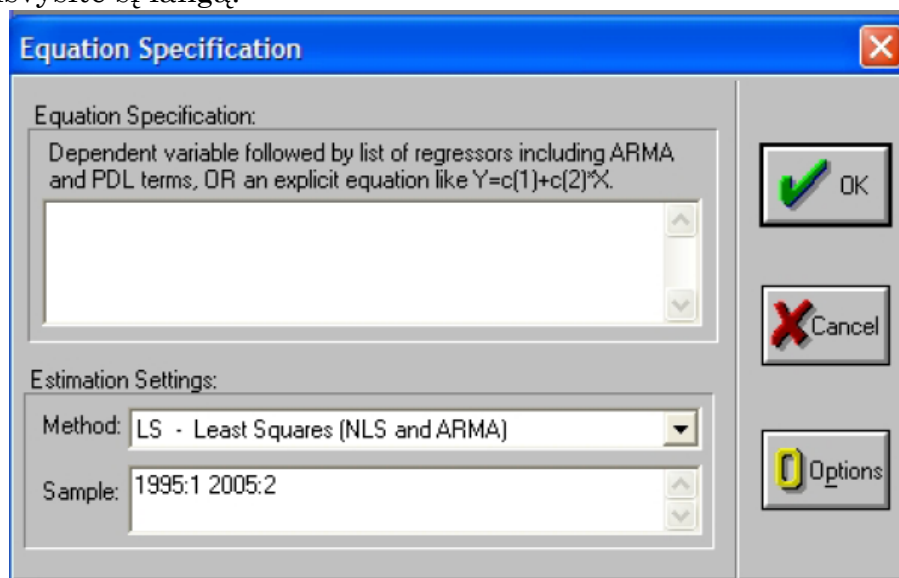 šį langą.
Equation Specification
Equation Specification:
Dependent variable followed by list of regressors including ARMA
and PDL terms, OR an explicit equation like Y=c(1)+c(2)*X.
OK
Cancel
Estimation Settings:
Method: LS - Least Squares (NLS and ARMA)
Sample: 1995:1 2005:2
Options